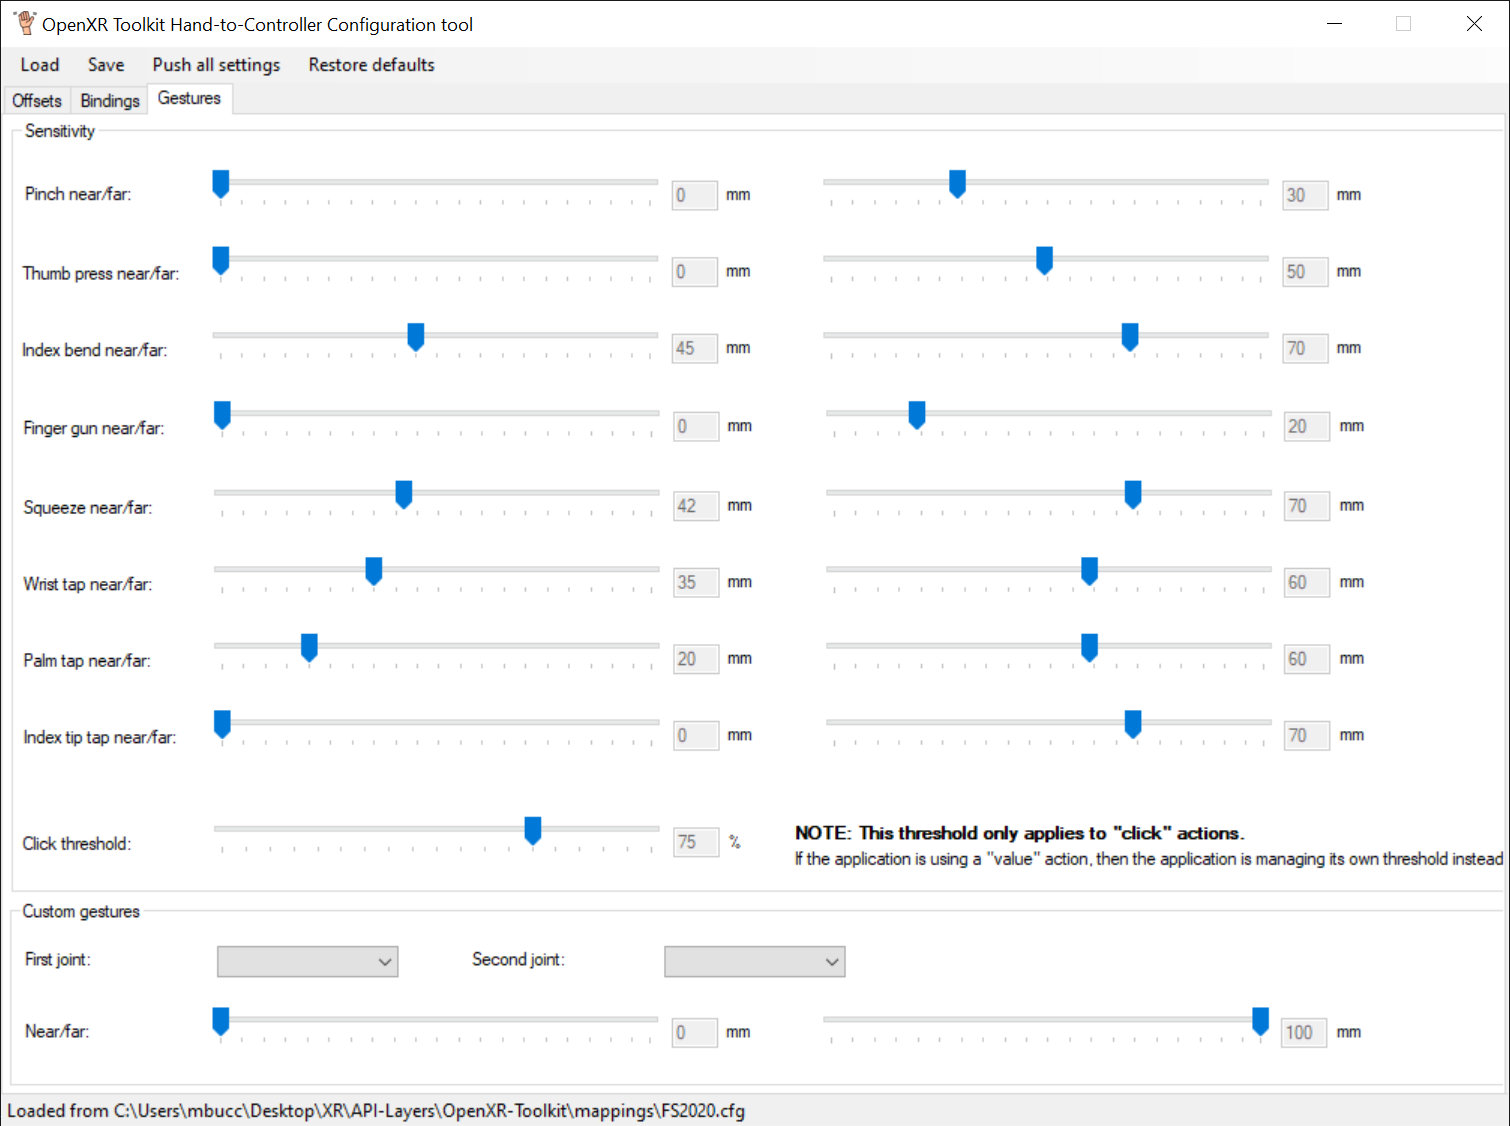 OpenXR Toolkit Hand-to-Controller Configuration tool
Load Save Push all settings Restore defaults
Offsets Bindings Gestures
Sensitivity
Pinch near/far: 0 mm 30 mm
Thumb press near/far: 0 mm 50 mm
Index bend near/far: 45 mm 70 mm
Finger gun near/far: 0 mm 20 mm
Squeeze near/far: 42 mm 70 mm
Wrist tap near/far: 35 mm 60 mm
Palm tap near/far: 20 mm 60 mm
Index tip tap near/far: 0 mm 70 mm
Click threshold: 75 %
NOTE: This threshold only applies to "click" actions.
If the application is using a "value" action, then the application is managing its own threshold instead
Custom gestures
First joint: Second joint:
Near/far: 0 mm 100 mm
Loaded from C:\Users\mbucc\Desktop\XR\API-Layers\OpenXR-Toolkit\mappings\FS2020.cfg